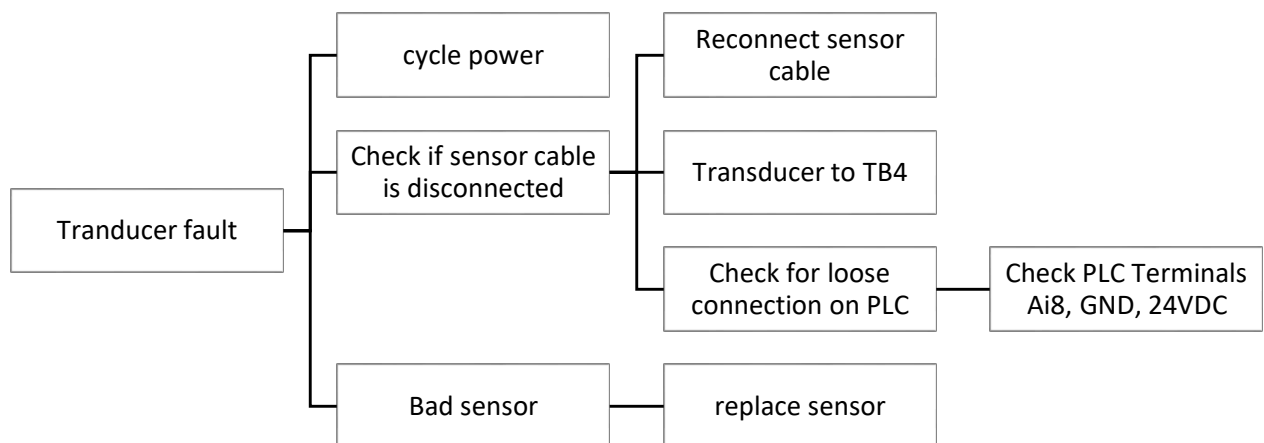 Tranducer fault
cycle power
Check if sensor cable
is disconnected
Reconnect sensor
cable
Transducer to TB4
Check for loose
connection on PLC
Check PLC Terminals
Ai8, GND, 24VDC
Bad sensor
replace sensor